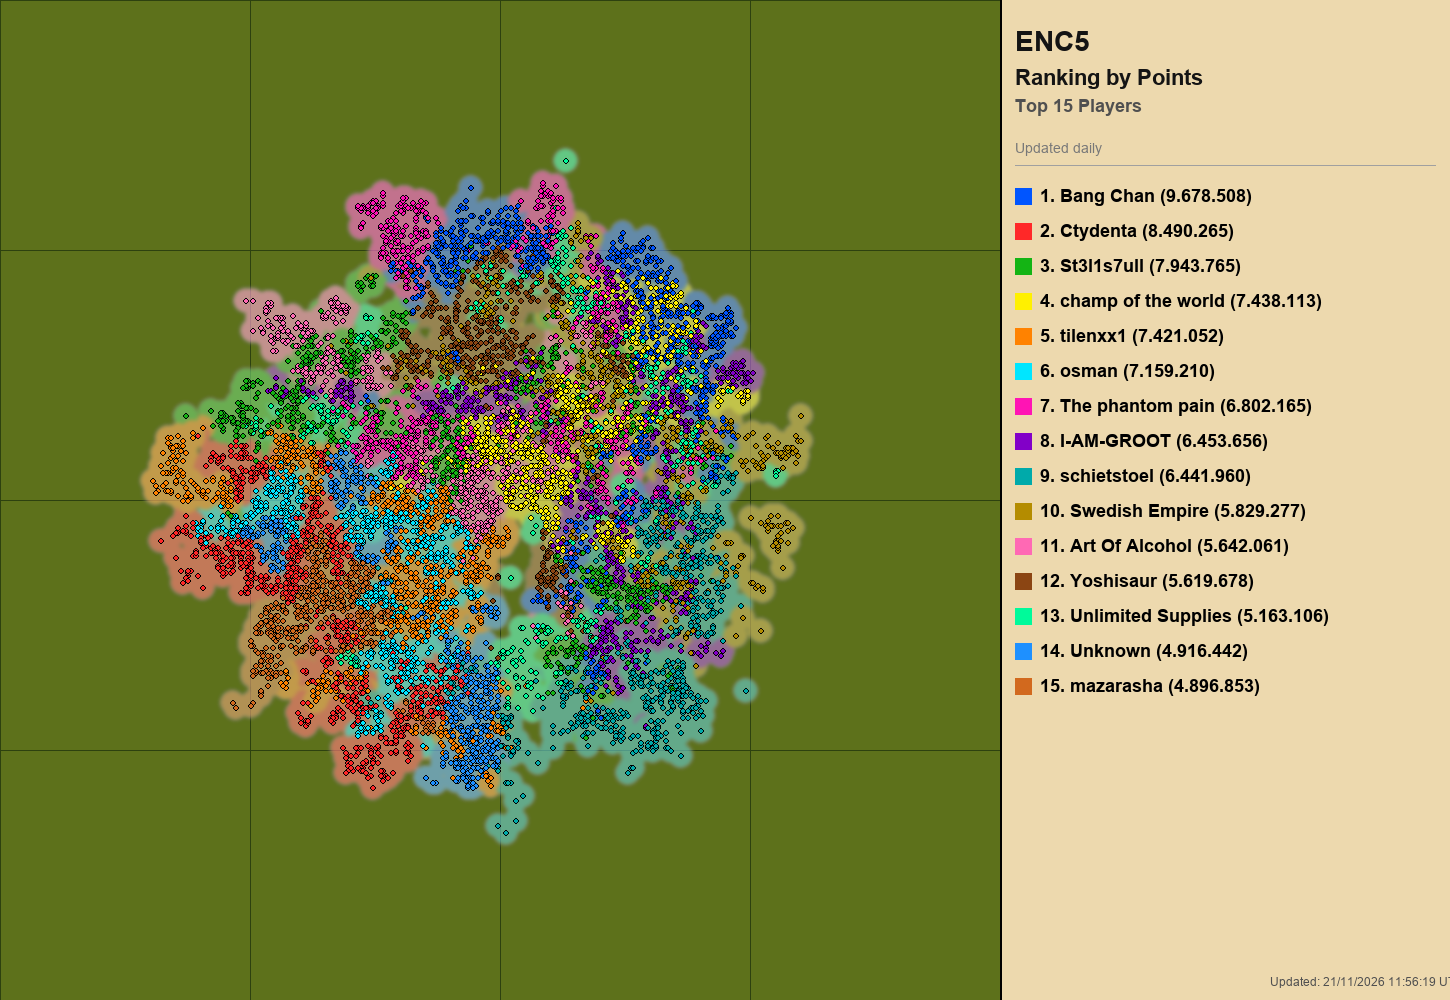 ENC5
Ranking by Points
Top 15 Players
Updated daily
1. Bang Chan (9.678.508)
2. Ctydenta (8.490.265)
3. St3l1s7ull (7.943.765)
4. champ of the world (7.438.113)
5. tilenxx1 (7.421.052)
6. osman (7.159.210)
7. The phantom pain (6.802.165)
8. I-AM-GROOT (6.453.656)
9. schietstoel (6.441.960)
10. Swedish Empire (5.829.277)
11. Art Of Alcohol (5.642.061)
12. Yoshisaur (5.619.678)
13. Unlimited Supplies (5.163.106)
14. Unknown (4.916.442)
15. mazarasha (4.896.853)
Updated: 21/11/2026 11:56:19 U